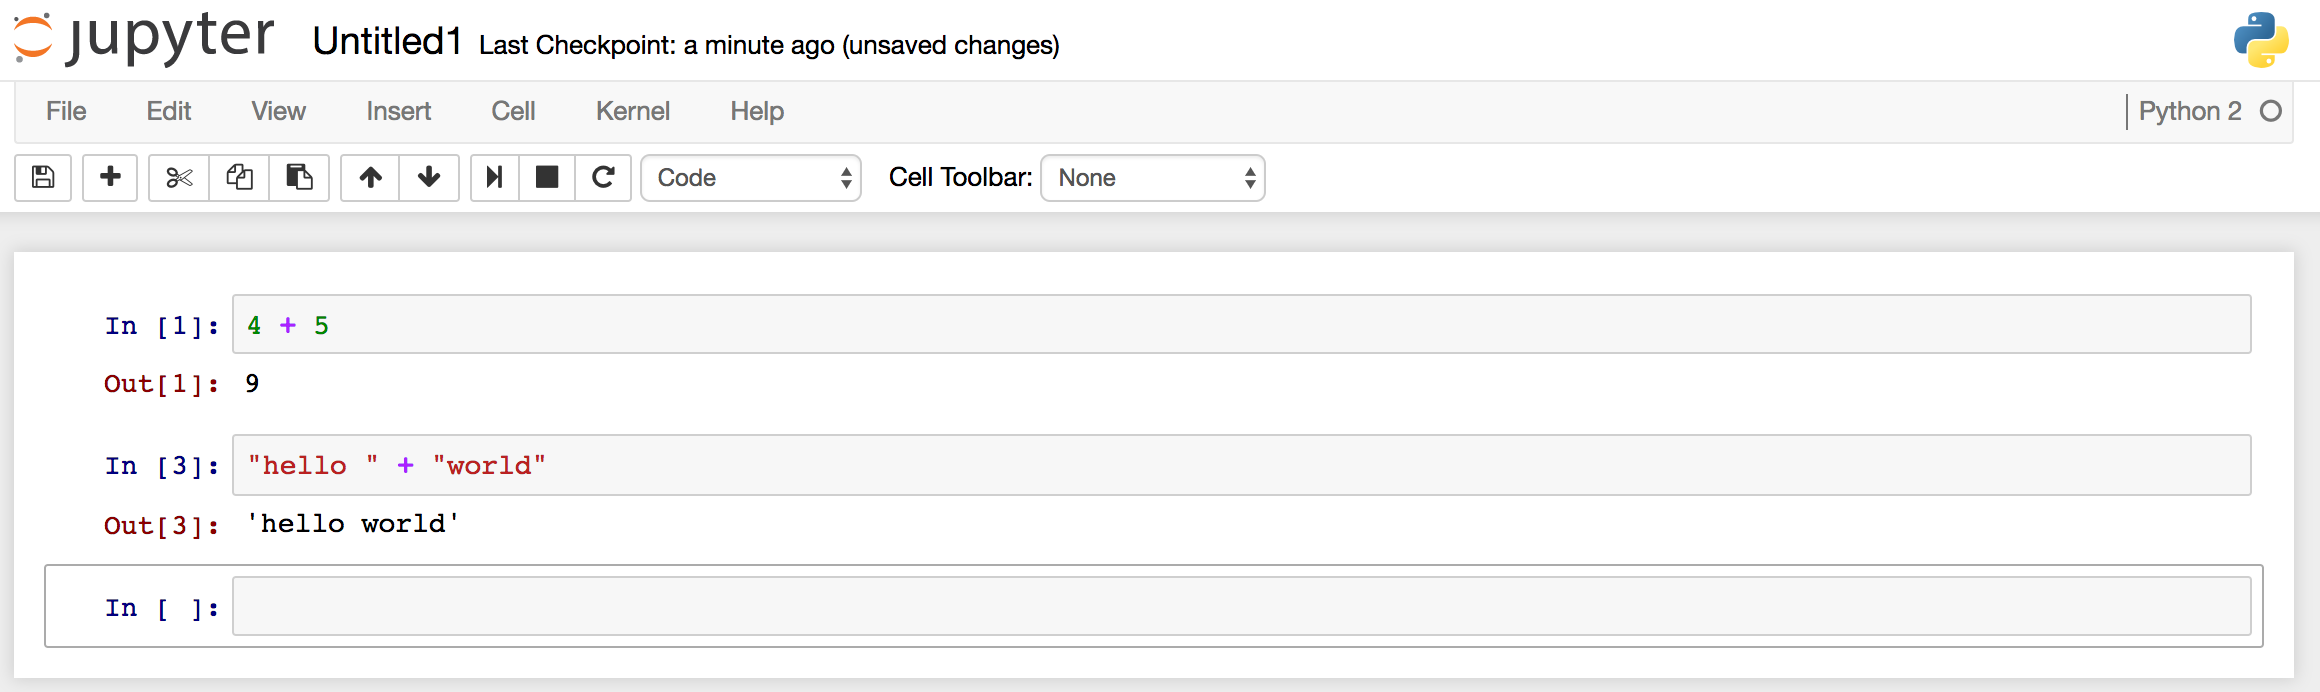 jupyter Untitled1 Last Checkpoint: a minute ago (unsaved changes)
File Edit View Insert Cell Kernel Help Python 2
Code Cell Toolbar: None
In [1]: 4 + 5
Out[1]: 9
In [3]: "hello " + "world"
Out[3]: 'hello world'
In [ ]: